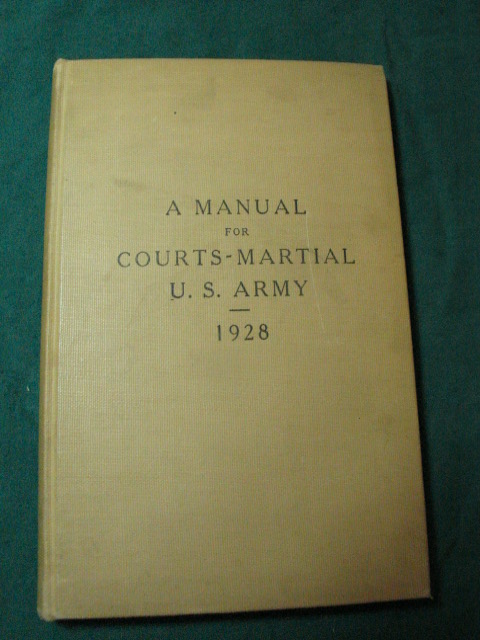 A MANUAL
FOR
COURTS-MARTIAL
U. S. ARMY
1928